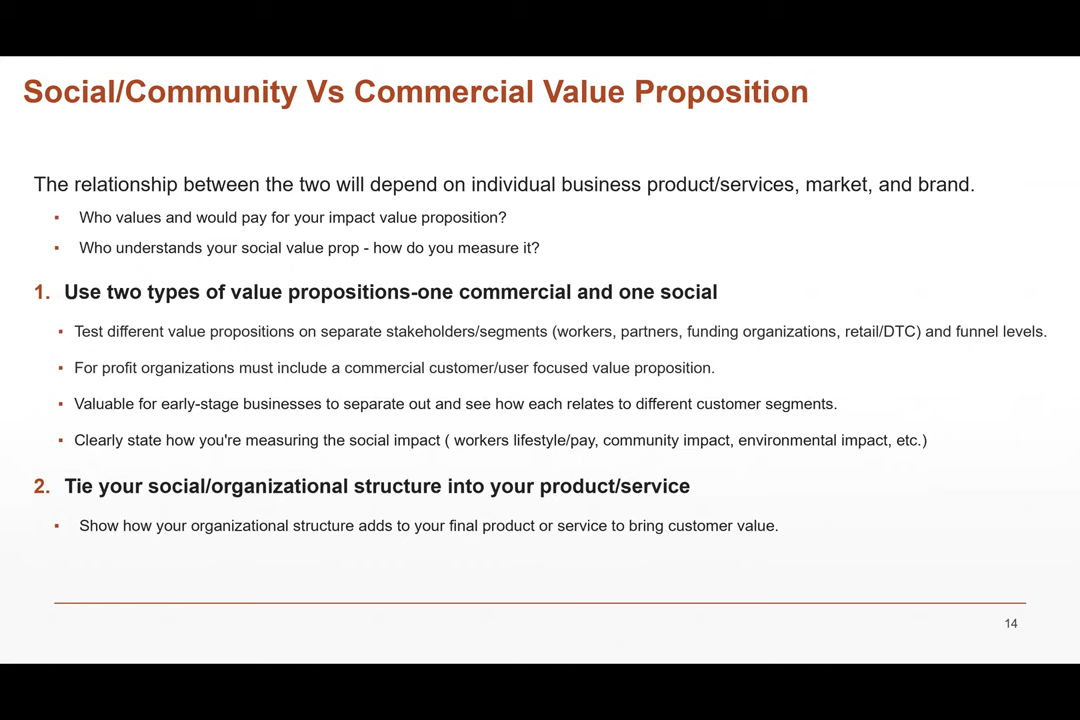 Social/Community Vs Commercial Value Proposition
The relationship between the two will depend on individual business product/services, market, and brand.
▪ Who values and would pay for your impact value proposition?
▪ Who understands your social value prop - how do you measure it?
1. Use two types of value propositions-one commercial and one social
▪ Test different value propositions on separate stakeholders/segments (workers, partners, funding organizations, retail/DTC) and funnel levels.
▪ For profit organizations must include a commercial customer/user focused value proposition.
▪ Valuable for early-stage businesses to separate out and see how each relates to different customer segments.
▪ Clearly state how you're measuring the social impact ( workers lifestyle/pay, community impact, environmental impact, etc.)
2. Tie your social/organizational structure into your product/service
▪ Show how your organizational structure adds to your final product or service to bring customer value.
14